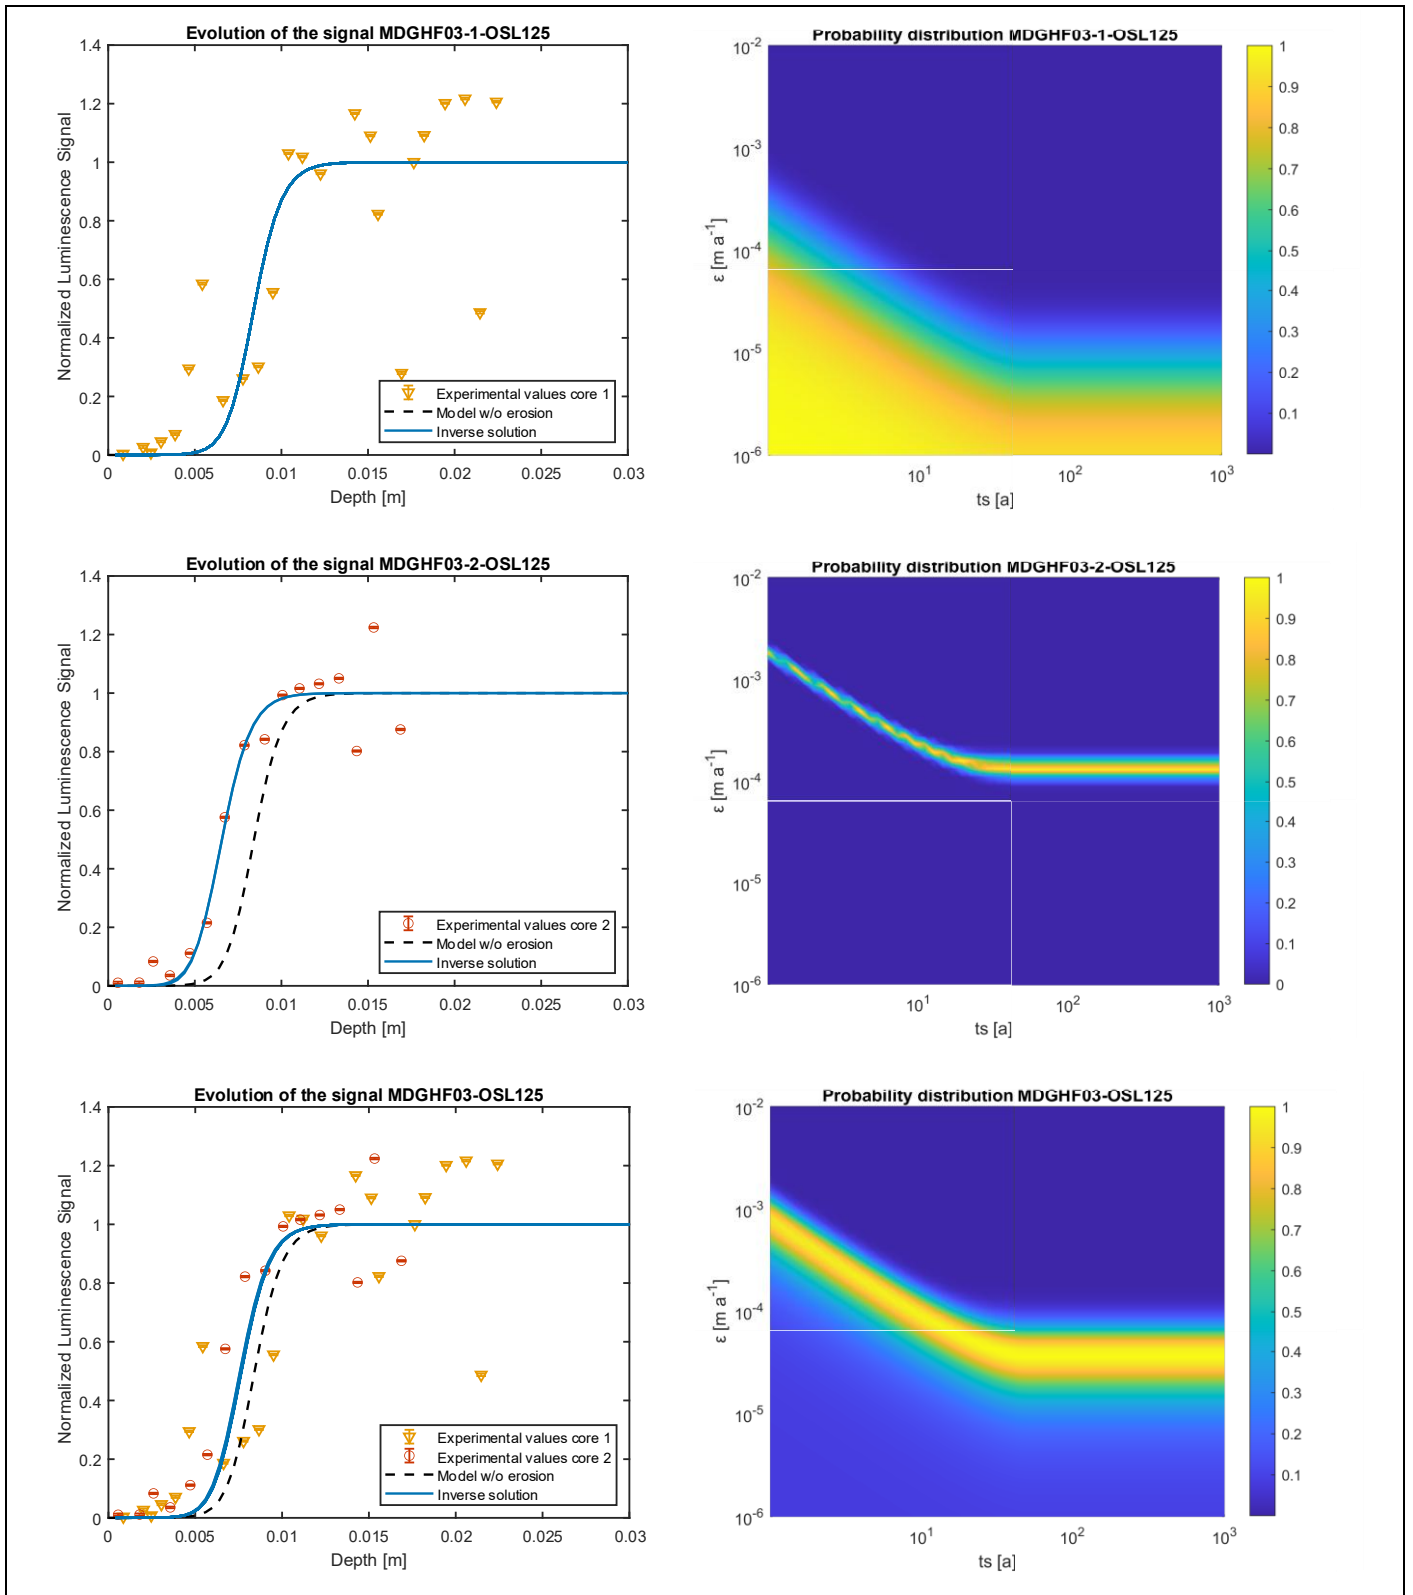 Evolution of the signal MDGHF03-1-OSL125
1.4
1.2
1
0.8
0.6
0.4
0.2
0
Normalized Luminescence Signal
0 0.005 0.01 0.015 0.02 0.025 0.03
Depth [m]
Experimental values core 1
Model w/o erosion
Inverse solution
Probability distribution MDGHF03-1-OSL125
10-2
10-3
10-4
10-5
10-6
ε [m a-1]
101 102 103
ts [a]
1
0.9
0.8
0.7
0.6
0.5
0.4
0.3
0.2
0.1
Evolution of the signal MDGHF03-2-OSL125
1.4
1.2
1
0.8
0.6
0.4
0.2
0
Normalized Luminescence Signal
0 0.005 0.01 0.015 0.02 0.025 0.03
Depth [m]
Experimental values core 2
Model w/o erosion
Inverse solution
Probability distribution MDGHF03-2-OSL125
10-2
10-3
10-4
10-5
10-6
ε [m a-1]
101 102 103
ts [a]
1
0.9
0.8
0.7
0.6
0.5
0.4
0.3
0.2
0.1
0
Evolution of the signal MDGHF03-OSL125
1.4
1.2
1
0.8
0.6
0.4
0.2
0
Normalized Luminescence Signal
0 0.005 0.01 0.015 0.02 0.025 0.03
Depth [m]
Experimental values core 1
Experimental values core 2
Model w/o erosion
Inverse solution
Probability distribution MDGHF03-OSL125
10-2
10-3
10-4
10-5
10-6
ε [m a-1]
101 102 103
ts [a]
1
0.9
0.8
0.7
0.6
0.5
0.4
0.3
0.2
0.1